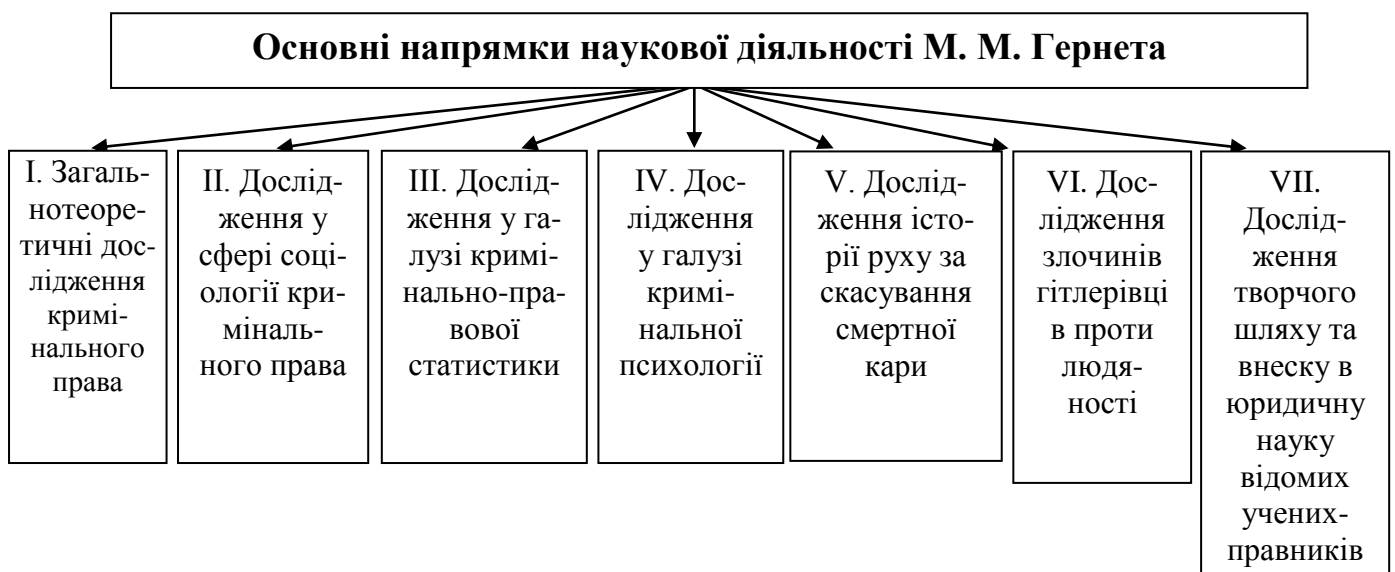 Основні напрямки наукової діяльності М. М. Гернета
І. Загаль-
нотеоре-
тичні дос-
лідження
кримі-
нального
права
ІІ. Дослід-
ження у
сфері соці-
ології кри-
міналь-
ного права
ІІІ. Дослід-
ження у га-
лузі кримі-
нально-пра-
вової
статистики
IV. Дос-
лідження
у галузі
кримі-
нальної
психології
V. Дослід-
ження істо-
рії руху за
скасування
смертної
кари
VI. Дос-
лідження
злочинів
гітлерівці
в проти
людя-
ності
VII.
Дослід-
ження
творчого
шляху та
внеску в
юридичну
науку
відомих
учених-
правників